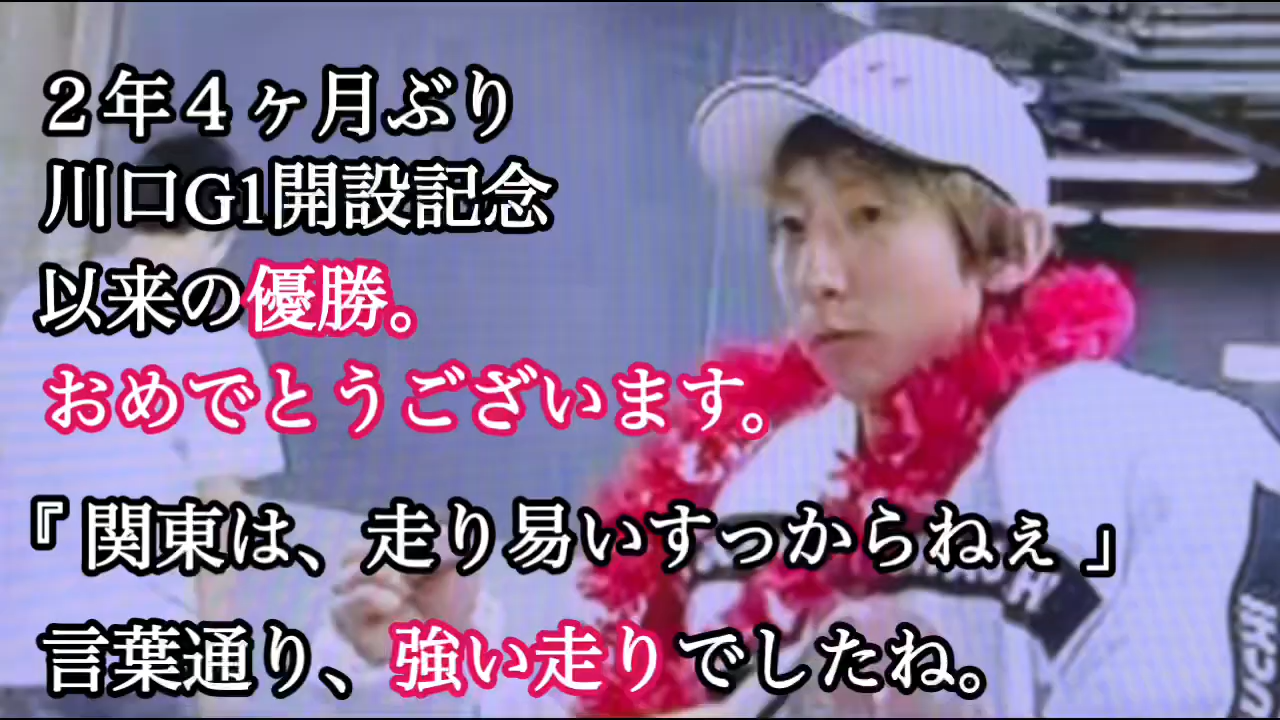 ２年４ヶ月ぶり
川口G1開設記念
以来の優勝。
おめでとうございます。
『 関東は、走り易いすっからねぇ 」
言葉通り、強い走りでしたね。